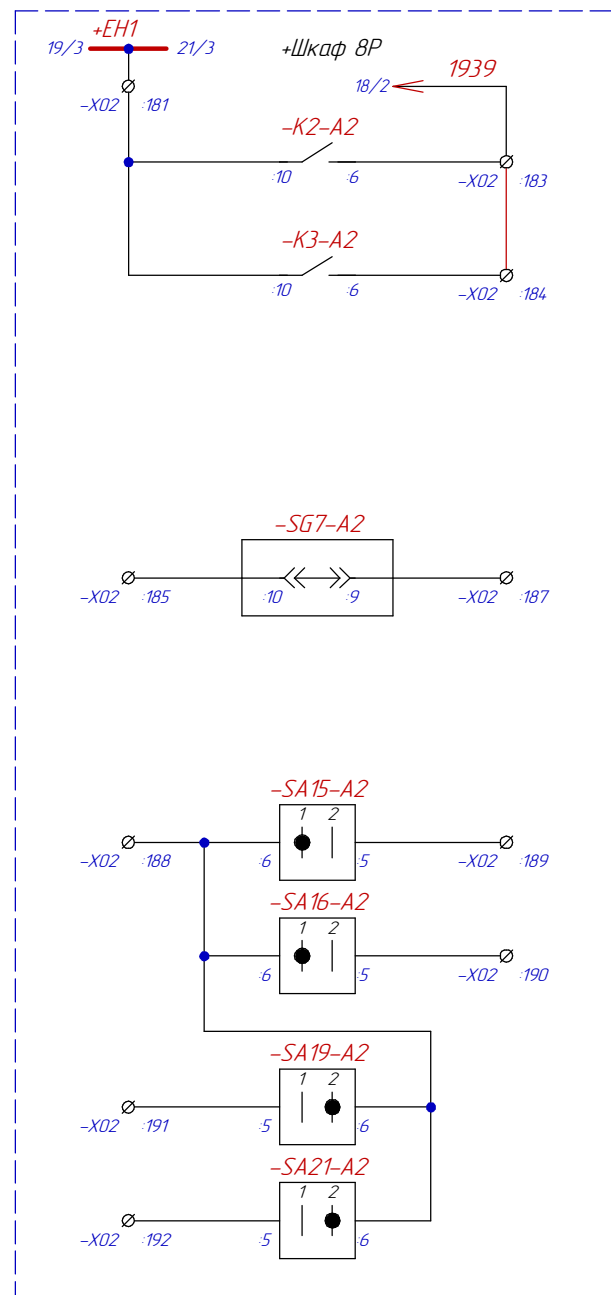 +EH1
19/3 21/3 +Шкаф 8Р
1939
18/2
-X02 :181
-K2-A2
:10 :6 -X02 :183
-K3-A2
:10 :6 -X02 :184
-SG7-A2
-X02 :185 :10 :9 -X02 :187
-SA15-A2
1 2
-X02 :188 :6 :5 -X02 :189
-SA16-A2
1 2
:6 :5 -X02 :190
-SA19-A2
1 2
-X02 :191 :5 :6
-SA21-A2
1 2
-X02 :192 :5 :6